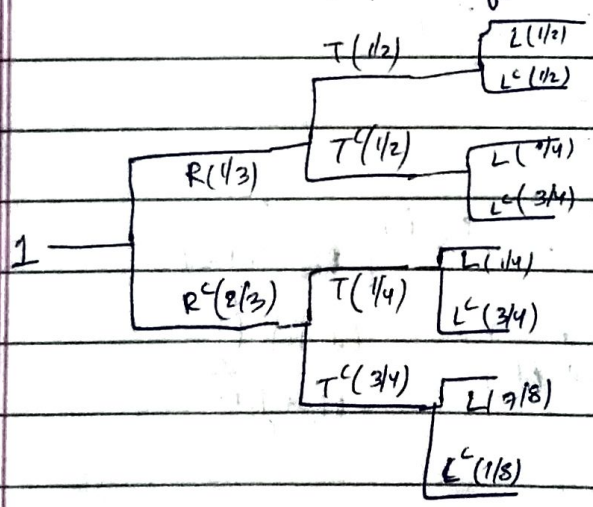 L(1/2)
T(1/2)
L^c(1/2)
T^c(1/2)
L(1/4)
R(1/3)
L^c(3/4)
1
L(1/4)
R^c(2/3)
T(1/4)
L^c(3/4)
T^c(3/4)
L(7/8)
L^c(1/8)